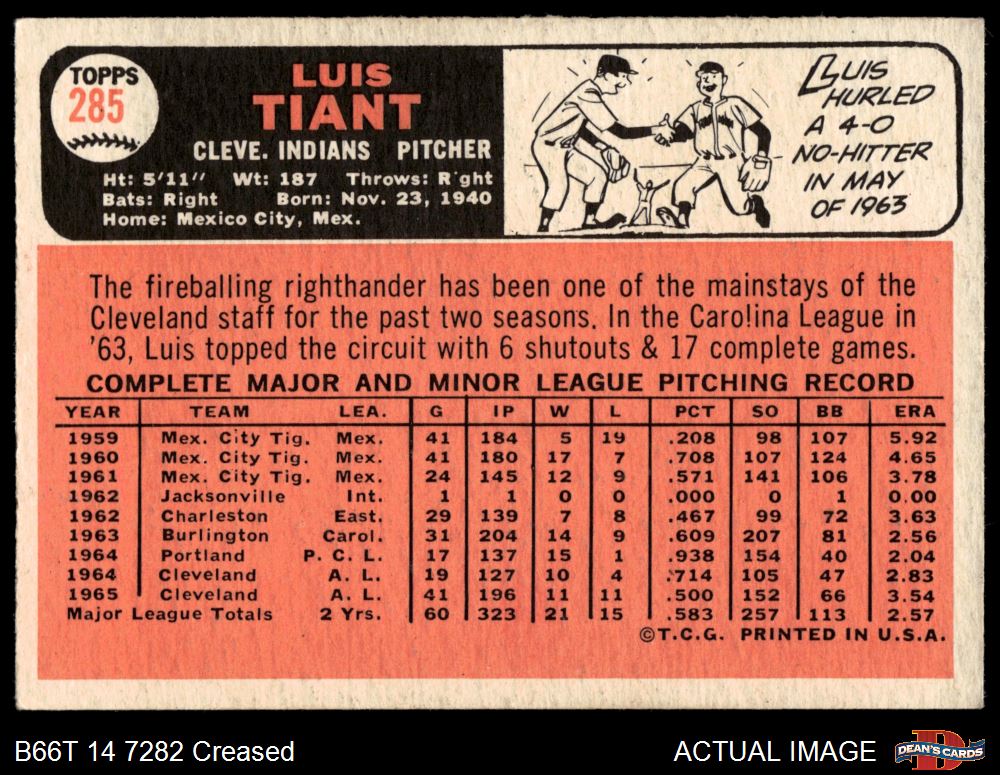 TOPPS
285
LUIS
TIANT
CLEVE. INDIANS PITCHER
Ht: 5'11" Wt: 187 Throws: R ght
Bats: Right Born: Nov. 23, 1940
Home: Mexico City, Mex.
LUIS
HURLED
A 4-0
NO-HITTER
IN MAY
OF 1963
The fireballing righthander has been one of the mainstays of the
Cleveland staff for the past two seasons. In the Caro!ina League in
'63, Luis topped the circuit with 6 shutouts & 17 complete games.
COMPLETE MAJOR AND MINOR LEAGUE PITCHING RECORD
YEAR TEAM LEA. G IP W L PCT SO BB ERA
1959 Mex. City Tig. Mex. 41 184 5 19 .208 98 107 5.92
1960 Mex. City Tig. Mex. 41 180 17 7 .708 107 124 4.65
1961 Mex. City Tig. Mex. 24 145 12 9 .571 141 106 3.78
1962 Jacksonville Int. 1 1 0 0 .000 0 1 0.00
1962 Charleston East. 29 139 7 8 .467 99 72 3.63
1963 Burlington Carol. 31 204 14 9 .609 207 81 2.56
1964 Portland P. C. L. 17 137 15 1 .938 154 40 2.04
1964 Cleveland A. L. 19 127 10 4 .714 105 47 2.83
1965 Cleveland A. L. 41 196 11 11 .500 152 66 3.54
Major League Totals 2 Yrs. 60 323 21 15 .583 257 113 2.57
©T.C.G. PRINTED IN U.S.A.
B66T 14 7282 Creased
ACTUAL IMAGE
DEAN'S CARDS